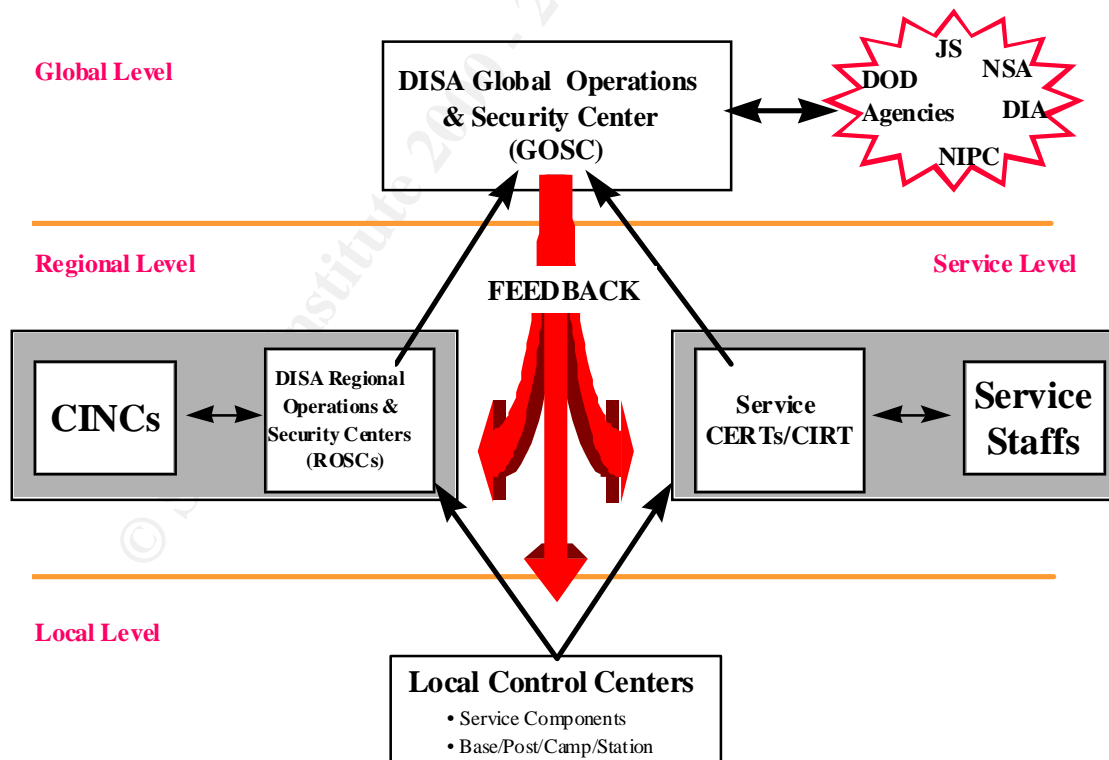 Global Level
DISA Global Operations
& Security Center
(GOSC)
JS
DOD
NSA
Agencies
DIA
NIPC
Regional Level
Service Level
FEEDBACK
CINCs
DISA Regional
Operations &
Security Centers
(ROSCs)
Service
CERTs/CIRT
Service
Staffs
Local Level
Local Control Centers
• Service Components
• Base/Post/Camp/Station